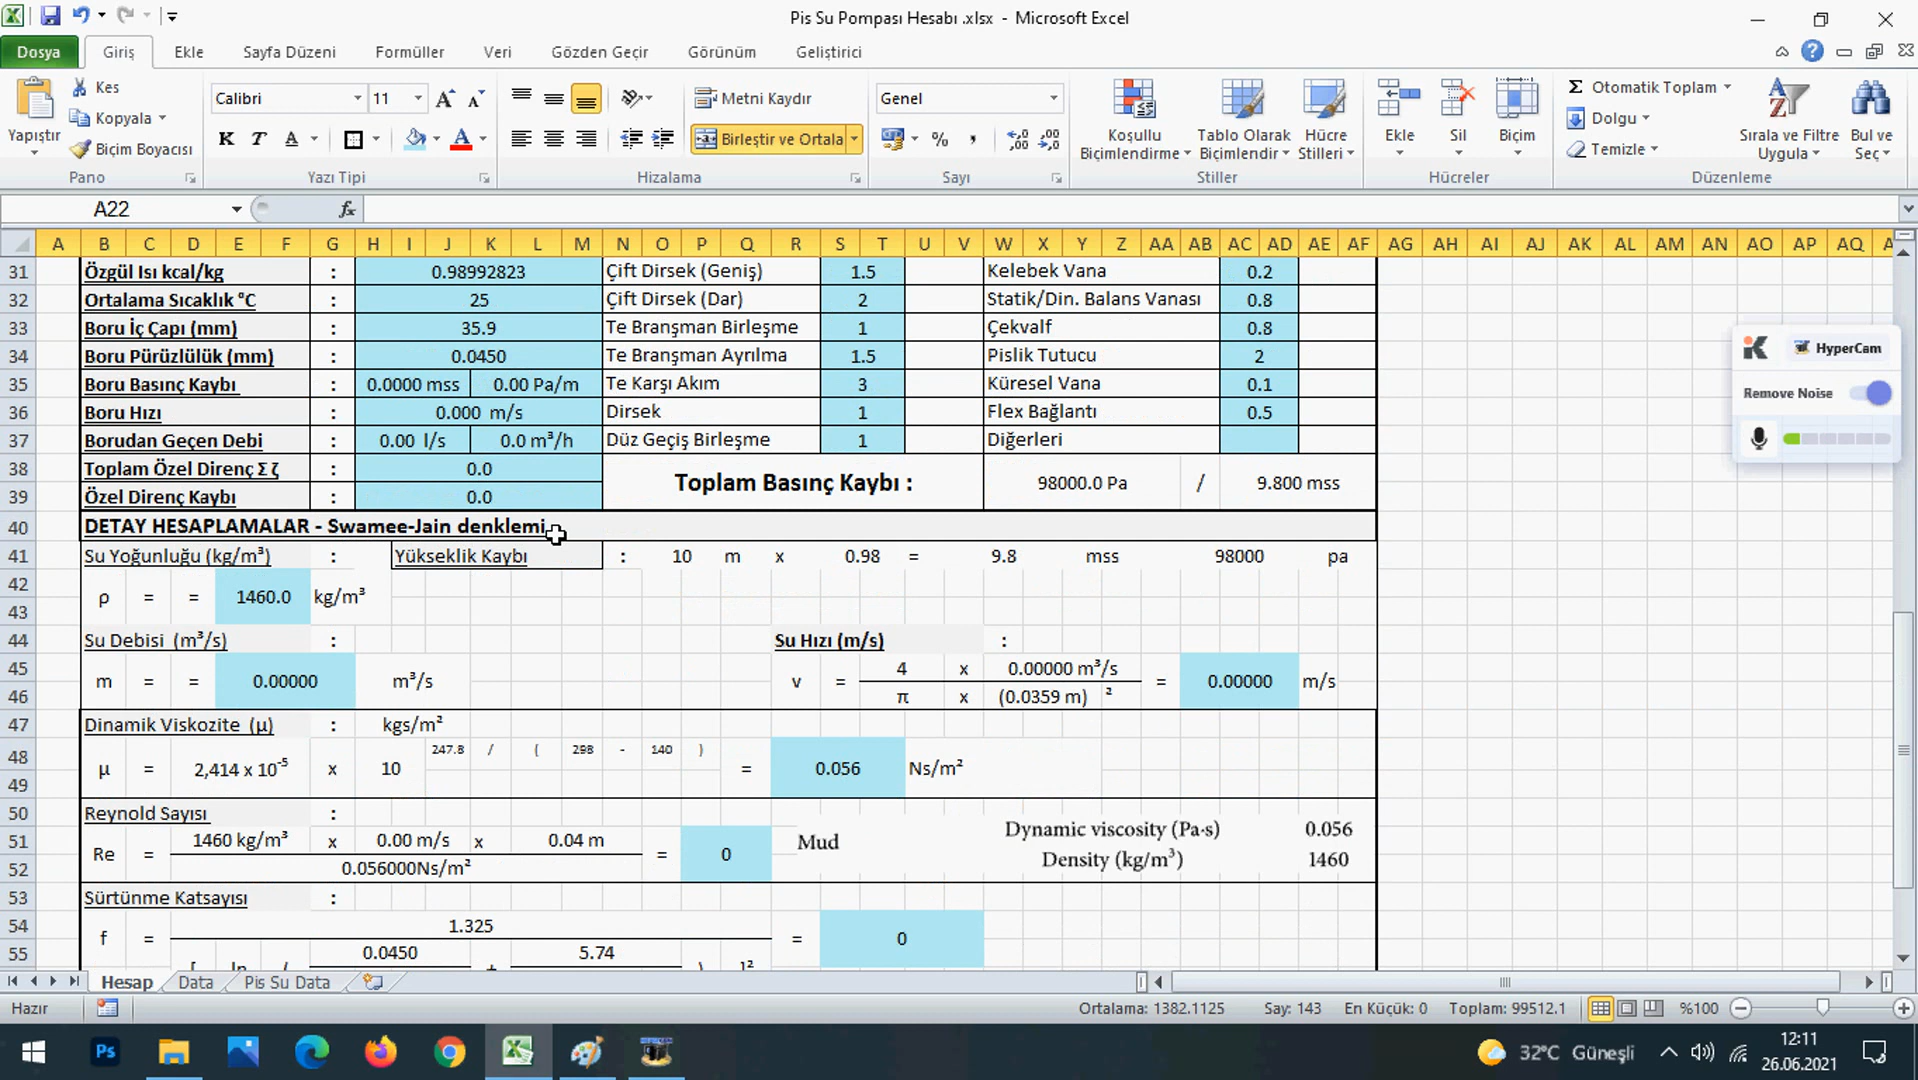 Pis Su Pompası Hesabı .xlsx - Microsoft Excel
Dosya Giriş Ekle Sayfa Düzeni Formüller Veri Gözden Geçir Görünüm Geliştirici
Yapıştır Kes Kopyala Biçim Boyacısı
Calibri 11
K T A
Metni Kaydır
Birleştir ve Ortala
Genel
%
Koşullu Biçimlendirme Tablo Olarak Biçimlendir Hücre Stilleri
Ekle Sil Biçim
Σ Otomatik Toplam
Dolgu
Temizle
Sırala ve Filtre Uygula Bul ve Seç
Pano Yazı Tipi Hizalama Sayı Stiller Hücreler Düzenleme
A22 fx
A B C D E F G H I J K L M N O P Q R S T U V W X Y Z AA AB AC AD AE AF AG AH AI AJ AK AL AM AN AO AP AQ
31 Özgül Isı kcal/kg : 0.98992823 Çift Dirsek (Geniş) 1.5 Kelebek Vana 0.2
32 Ortalama Sıcaklık °C : 25 Çift Dirsek (Dar) 2 Statik/Din. Balans Vanası 0.8
33 Boru İç Çapı (mm) : 35.9 Te Branşman Birleşme 1 Çekvalf 0.8
34 Boru Pürüzlülük (mm) : 0.0450 Te Branşman Ayrılma 1.5 Pislik Tutucu 2
35 Boru Basınç Kaybı : 0.0000 mss 0.00 Pa/m Te Karşı Akım 3 Küresel Vana 0.1
36 Boru Hızı : 0.000 m/s Dirsek 1 Flex Bağlantı 0.5
37 Borudan Geçen Debi : 0.00 l/s 0.0 m³/h Düz Geçiş Birleşme 1 Diğerleri
38 Toplam Özel Direnç Σ ζ : 0.0
Toplam Basınç Kaybı : 98000.0 Pa / 9.800 mss
39 Özel Direnç Kaybı : 0.0
40 DETAY HESAPLAMALAR - Swamee-Jain denklemi
41 Su Yoğunluğu (kg/m³) : Yükseklik Kaybı : 10 m x 0.98 = 9.8 mss 98000 pa
42
ρ = = 1460.0 kg/m³
43
44 Su Debisi (m³/s) : Su Hızı (m/s) :
45 4 x 0.00000 m³/s
m = = 0.00000 m³/s v = = 0.00000 m/s
46 π x (0.0359 m) ²
47 Dinamik Viskozite (μ) : kgs/m²
48 247.8 / ( 298 - 140 )
μ = 2,414 x 10⁻⁵ x 10 = 0.056 Ns/m²
49
50 Reynold Sayısı :
51 1460 kg/m³ x 0.00 m/s x 0.04 m
Re = = 0
52 0.056000Ns/m²
Mud Dynamic viscosity (Pa·s) 0.056
Density (kg/m³) 1460
53 Sürtünme Katsayısı :
54 1.325
f = = 0
55 0.0450 5.74
[ ln ( + ) ]²
Hesap Data Pis Su Data
Hazır Ortalama: 1382.1125 Say: 143 En Küçük: 0 Toplam: 99512.1 %100
HyperCam
Remove Noise
Ps
32°C Güneşli
12:11
26.06.2021